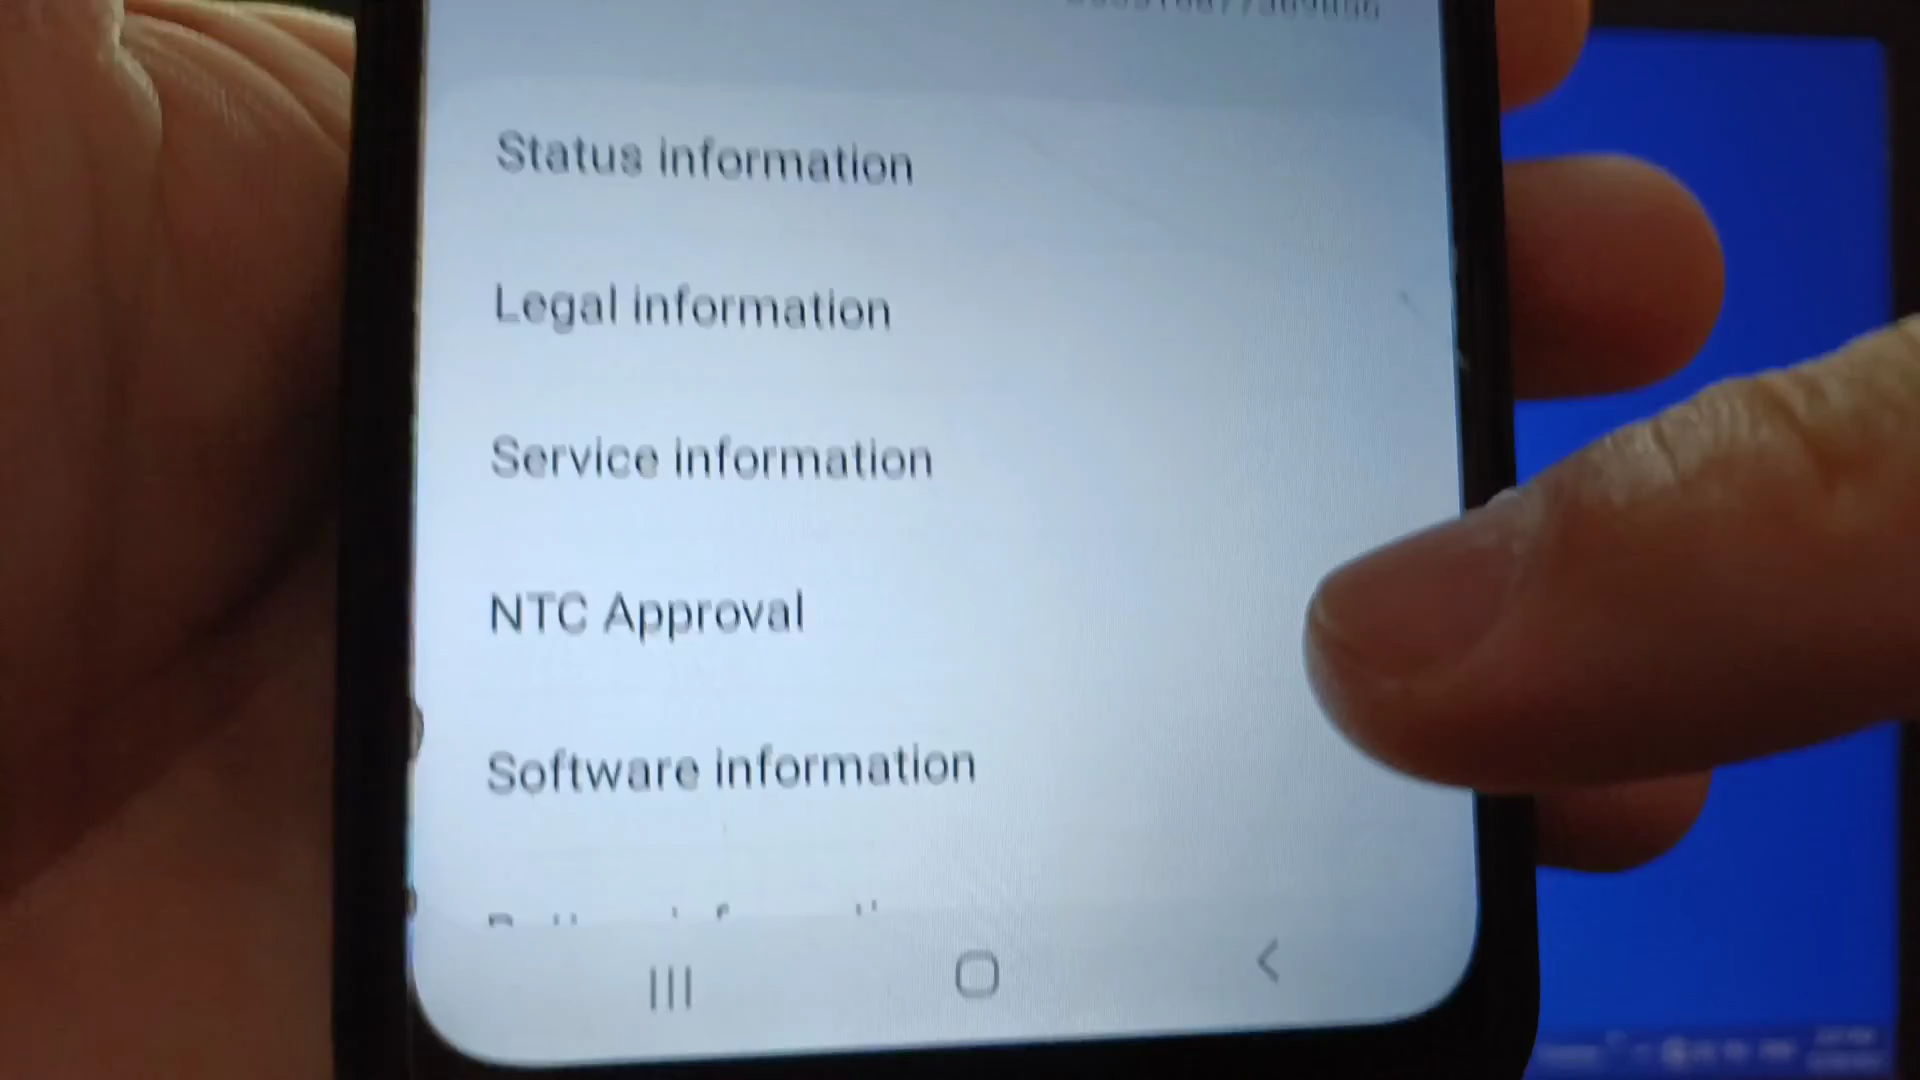 Status information
Legal information
Service information
NTC Approval
Software information